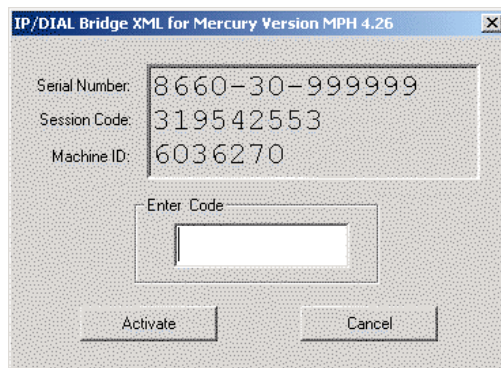 IP/DIAL Bridge XML for Mercury Version MPH 4.26
Serial Number: 8660-30-999999
Session Code: 319542553
Machine ID: 6036270
Enter Code
Activate Cancel